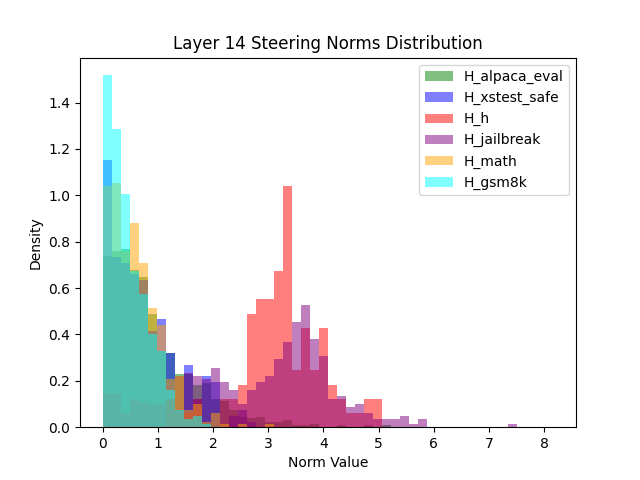 Layer 14 Steering Norms Distribution
H_alpaca_eval
H_xstest_safe
H_h
H_jailbreak
H_math
H_gsm8k
1.4
1.2
1.0
0.8
0.6
0.4
0.2
0.0
Density
0 1 2 3 4 5 6 7 8
Norm Value